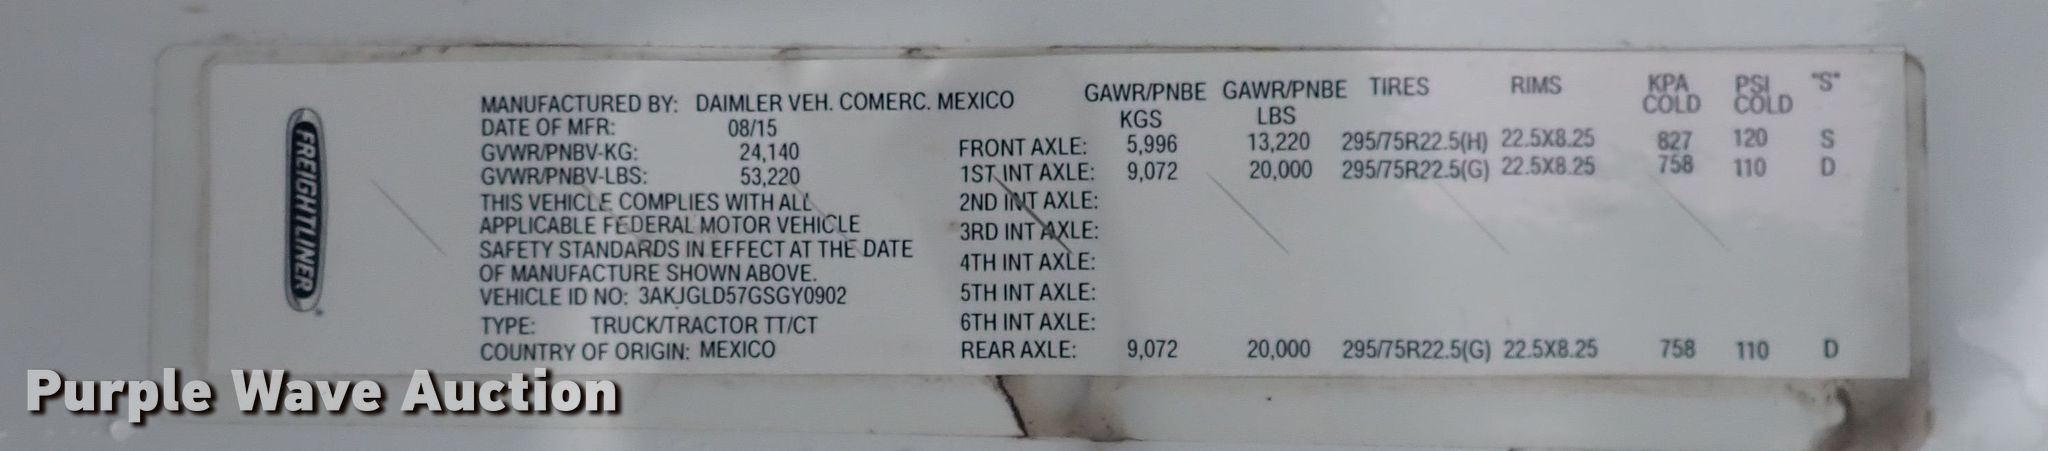 FREIGHTLINER
MANUFACTURED BY: DAIMLER VEH. COMERC. MEXICO
DATE OF MFR: 08/15
GVWR/PNBV-KG: 24,140
GVWR/PNBV-LBS: 53,220
THIS VEHICLE COMPLIES WITH ALL
APPLICABLE FEDERAL MOTOR VEHICLE
SAFETY STANDARDS IN EFFECT AT THE DATE
OF MANUFACTURE SHOWN ABOVE.
VEHICLE ID NO: 3AKJGLD57GSGY0902
TYPE: TRUCK/TRACTOR TT/CT
COUNTRY OF ORIGIN: MEXICO
GAWR/PNBE GAWR/PNBE TIRES RIMS KPA PSI "S"
KGS LBS COLD COLD
FRONT AXLE: 5,996 13,220 295/75R22.5(H) 22.5X8.25 827 120 S
1ST INT AXLE: 9,072 20,000 295/75R22.5(G) 22.5X8.25 758 110 D
2ND INT AXLE:
3RD INT AXLE:
4TH INT AXLE:
5TH INT AXLE:
6TH INT AXLE:
REAR AXLE: 9,072 20,000 295/75R22.5(G) 22.5X8.25 758 110 D
Purple Wave Auction